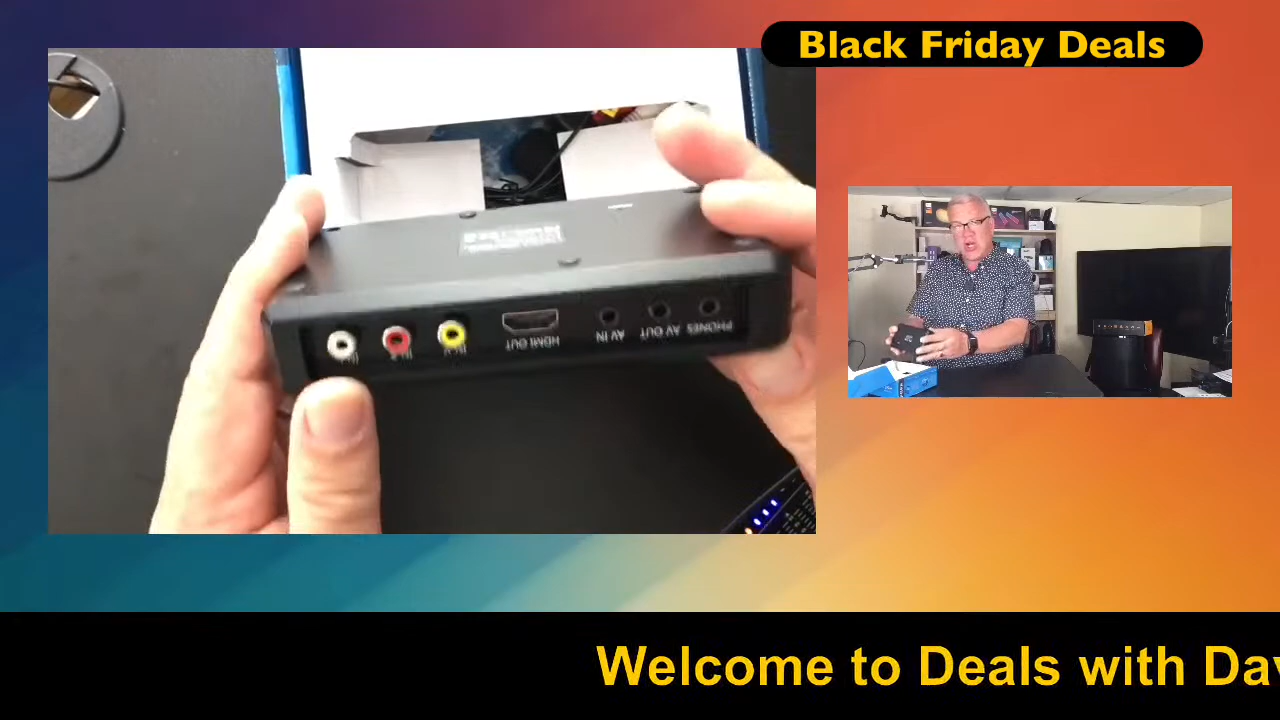 Black Friday Deals
HDMI OUT
AV IN
AV OUT
PHONES
Welcome to Deals with Dav